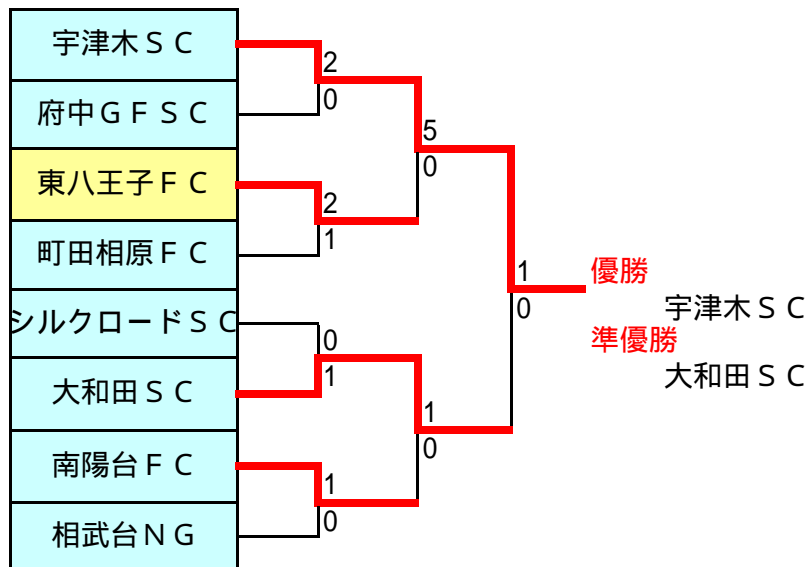 宇津木ＳＣ
府中ＧＦＳＣ
東八王子ＦＣ
町田相原ＦＣ
シルクロードＳＣ
大和田ＳＣ
南陽台ＦＣ
相武台ＮＧ
2
0
2
1
0
1
1
0
5
0
1
0
1
0
優勝
宇津木ＳＣ
準優勝
大和田ＳＣ